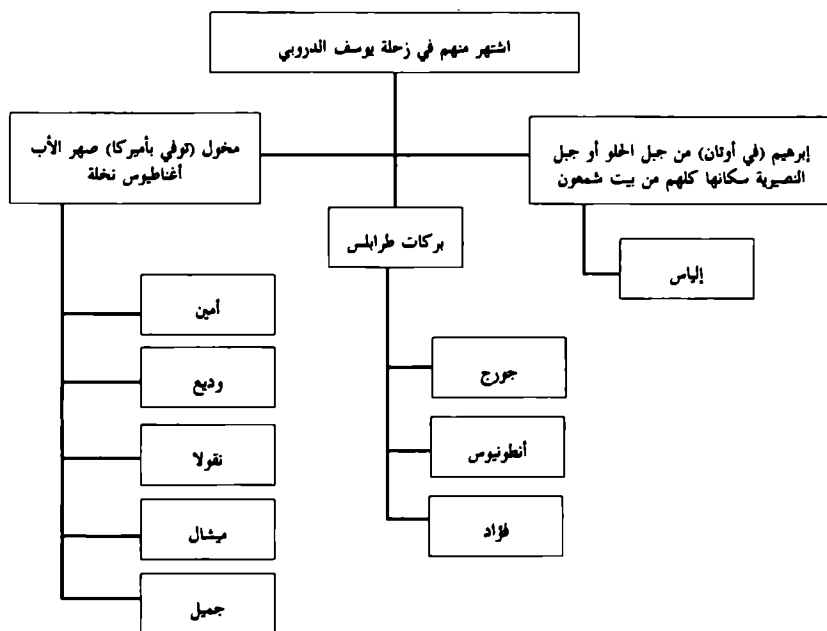 اشتهر منهم في زحلة يوسف الدروبي
إبرهيم (في أوتان) من جبل الحلو أو جبل
النصيرية سكانها كلهم من بيت شمعون
مخول (توفي بأميركا) صهر الأب
أغناطيوس نخلة
بركات طرابلس
إلياس
أمين
جورج
وديع
أنطونيوس
نقولا
فؤاد
ميشال
جميل